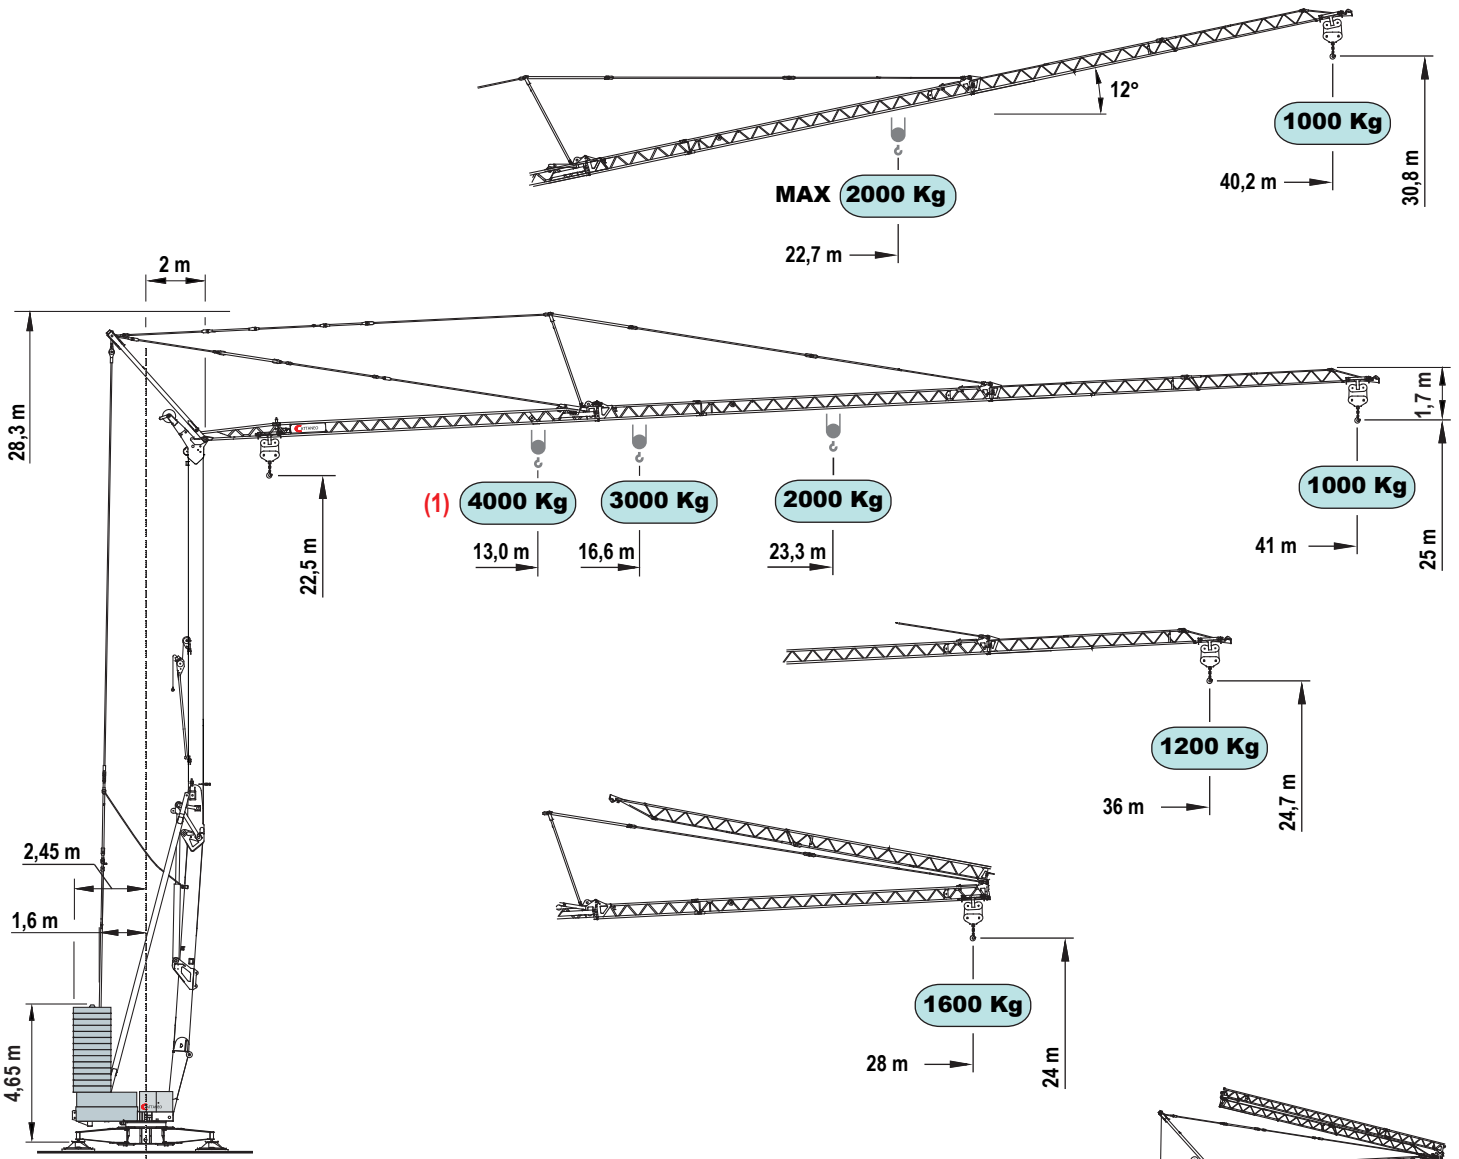 12°
1000 Kg
40,2 m
30,8 m
MAX 2000 Kg
22,7 m
2 m
28,3 m
1,7 m
22,5 m
(1) 4000 Kg
3000 Kg
2000 Kg
1000 Kg
13,0 m
16,6 m
23,3 m
41 m
25 m
1200 Kg
36 m
24,7 m
2,45 m
1,6 m
1600 Kg
28 m
24 m
4,65 m